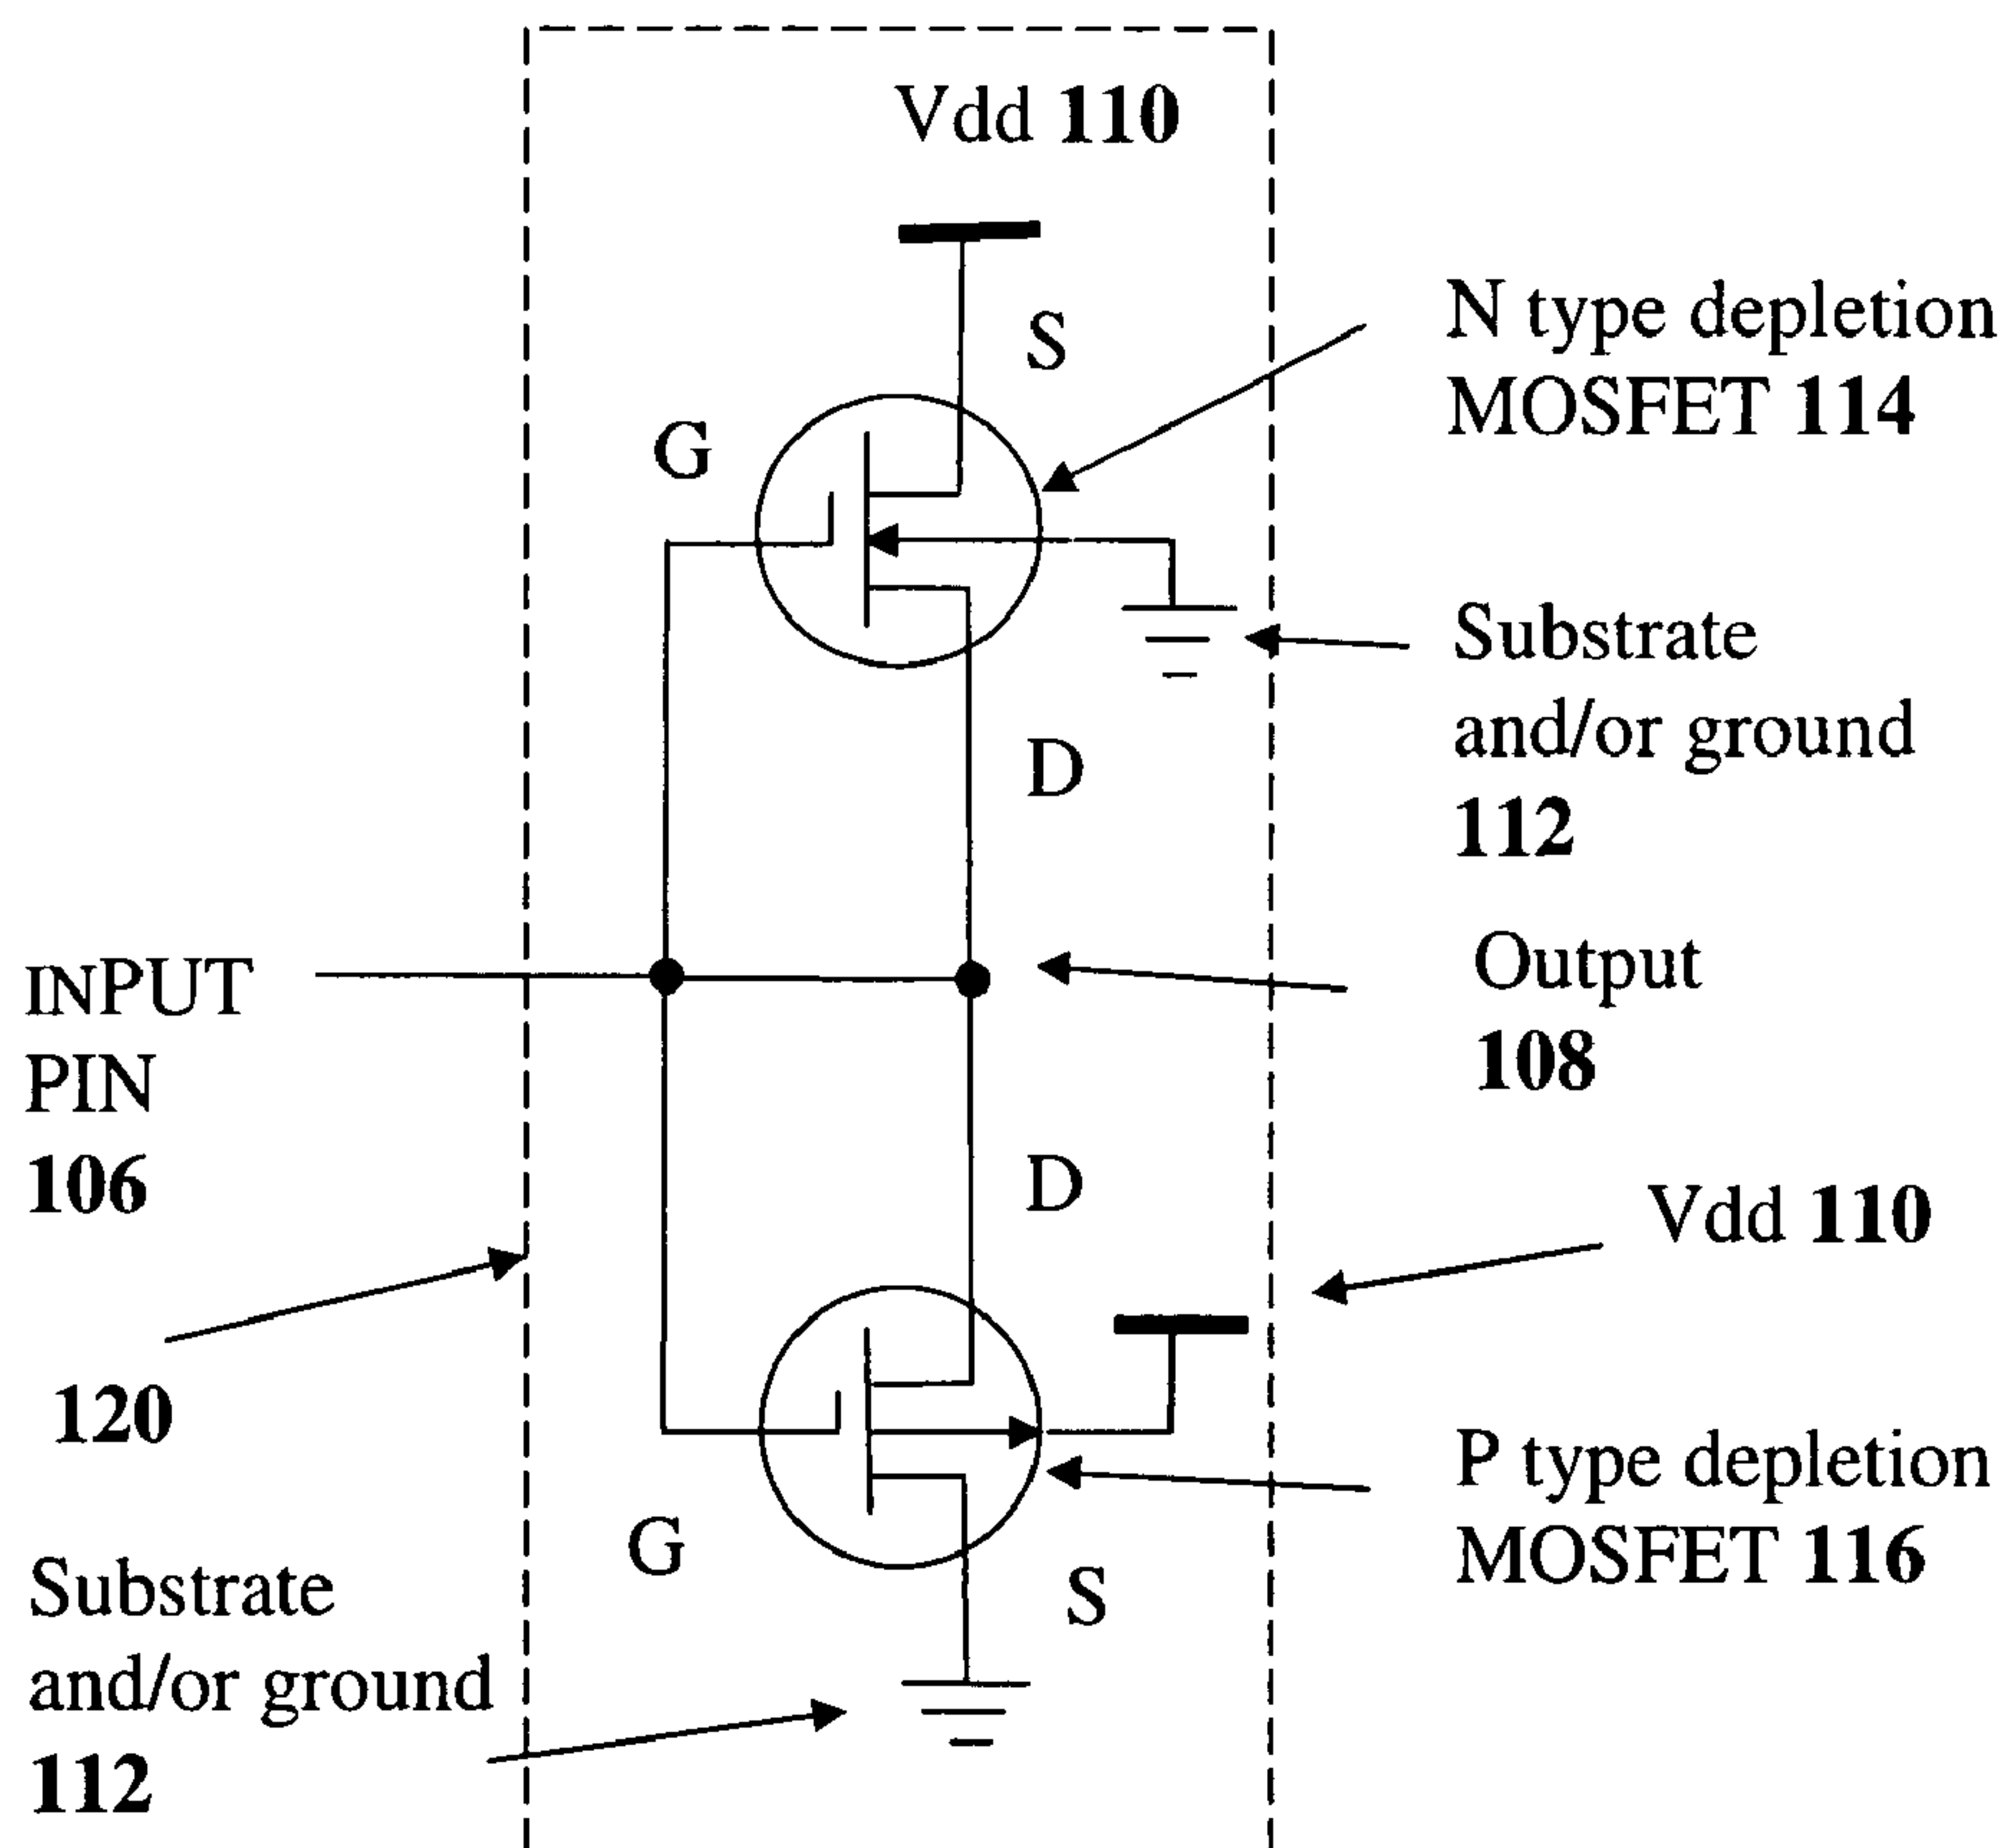 Vdd 110
S
N type depletion
MOSFET 114
G
Substrate
and/or ground
112
D
INPUT
PIN
106
Output
108
D
Vdd 110
120
P type depletion
MOSFET 116
G
S
Substrate
and/or ground
112